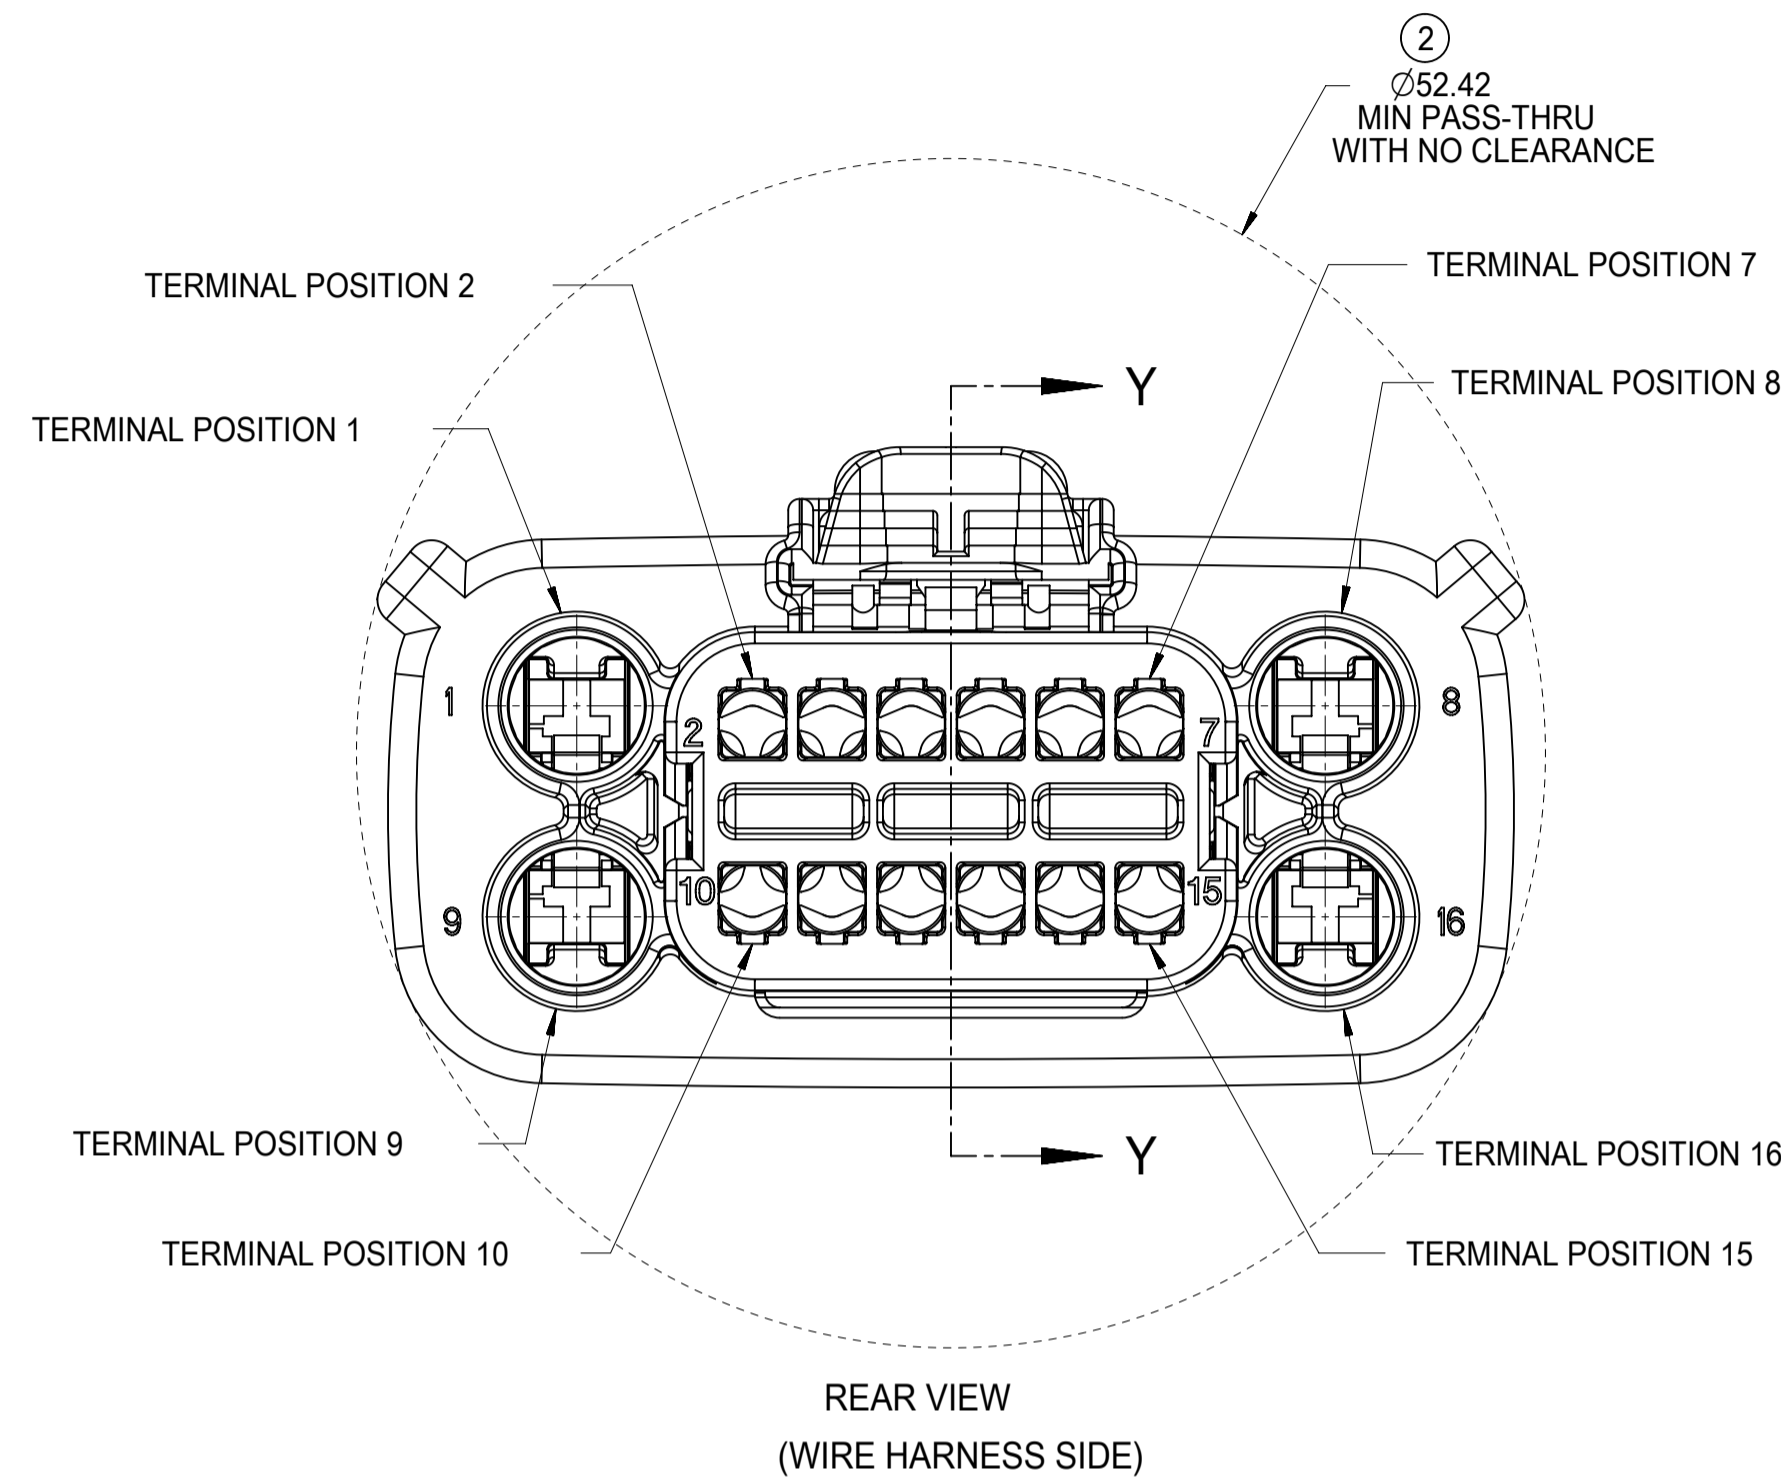 2
Ø52.42
MIN PASS-THRU
WITH NO CLEARANCE
TERMINAL POSITION 7
TERMINAL POSITION 2
Y
TERMINAL POSITION 8
TERMINAL POSITION 1
1
2
7
8
9
10
15
16
TERMINAL POSITION 9
Y
TERMINAL POSITION 16
TERMINAL POSITION 10
TERMINAL POSITION 15
REAR VIEW
(WIRE HARNESS SIDE)